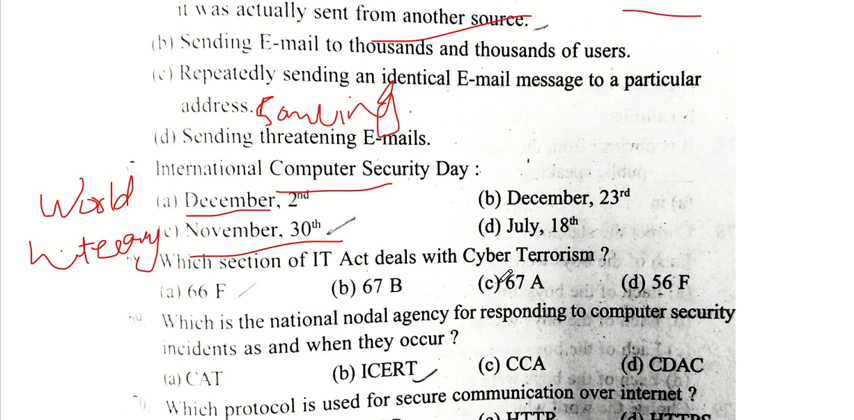 it was actually sent from another source.
(b) Sending E-mail to thousands and thousands of users.
(c) Repeatedly sending an identical E-mail message to a particular
address.
(d) Sending threatening E-mails.
International Computer Security Day :
World
(a) December, 2nd (b) December, 23rd
(c) November, 30th (d) July, 18th
Which section of IT Act deals with Cyber Terrorism ?
(a) 66 F (b) 67 B (c) 67 A (d) 56 F
Which is the national nodal agency for responding to computer security
incidents as and when they occur ?
(a) CAT (b) ICERT (c) CCA (d) CDAC
Which protocol is used for secure communication over internet ?
(c) HTTP (d) HTTPS